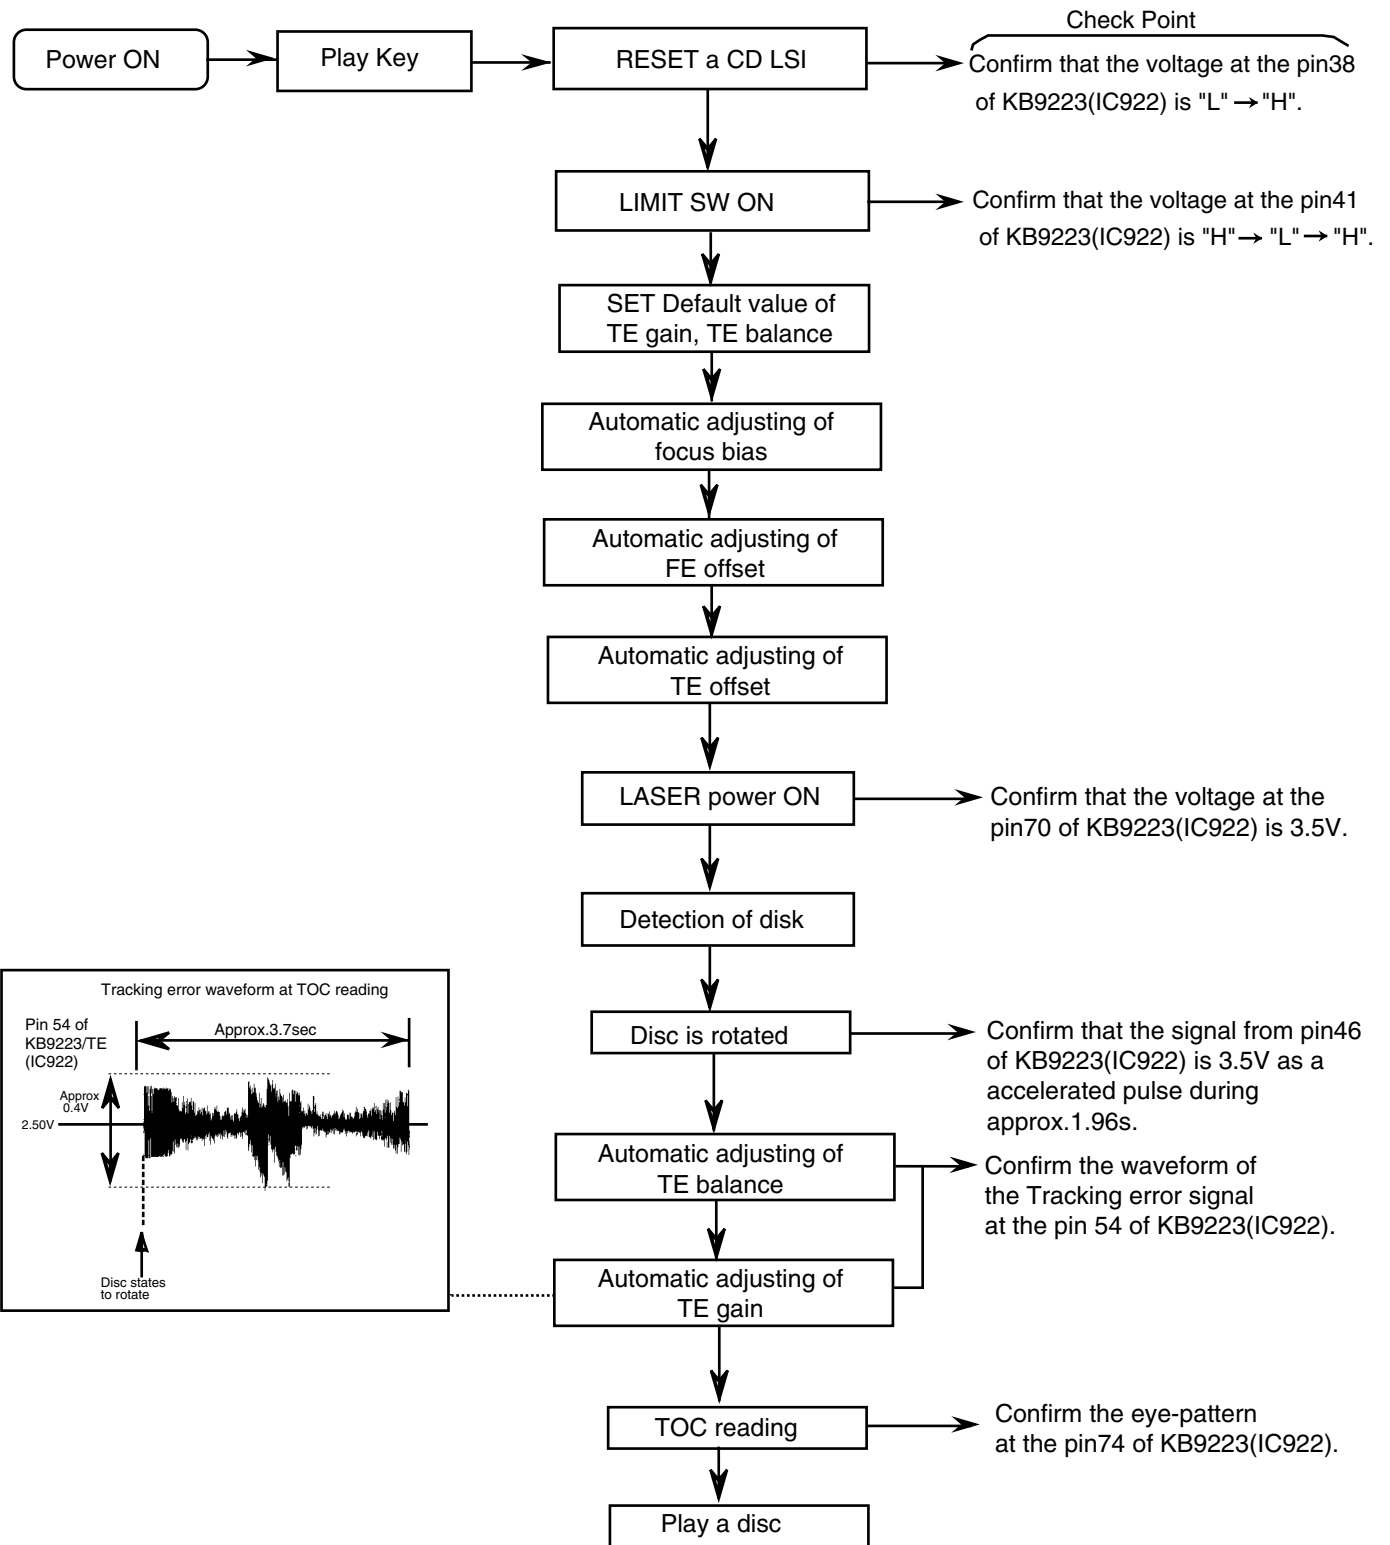 Check Point
Power ON
Play Key
RESET a CD LSI
Confirm that the voltage at the pin38
of KB9223(IC922) is "L" → "H".
LIMIT SW ON
Confirm that the voltage at the pin41
of KB9223(IC922) is "H" → "L" → "H".
SET Default value of
TE gain, TE balance
Automatic adjusting of
focus bias
Automatic adjusting of
FE offset
Automatic adjusting of
TE offset
LASER power ON
Confirm that the voltage at the
pin70 of KB9223(IC922) is 3.5V.
Detection of disk
Disc is rotated
Confirm that the signal from pin46
of KB9223(IC922) is 3.5V as a
accelerated pulse during
approx.1.96s.
Tracking error waveform at TOC reading
Pin 54 of
KB9223/TE
(IC922)
Approx.3.7sec
Approx
0.4V
2.50V
Disc states
to rotate
Automatic adjusting of
TE balance
Confirm the waveform of
the Tracking error signal
at the pin 54 of KB9223(IC922).
Automatic adjusting of
TE gain
TOC reading
Confirm the eye-pattern
at the pin74 of KB9223(IC922).
Play a disc